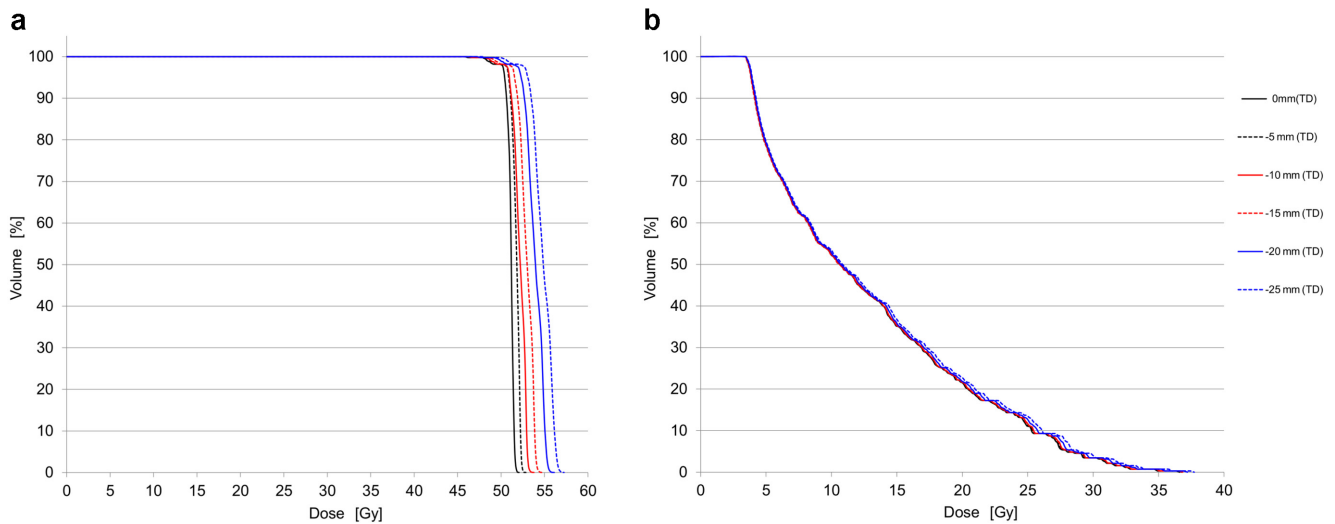 a
100
90
80
70
60
50
40
30
20
10
0
Volume [%]
0 5 10 15 20 25 30 35 40 45 50 55 60
Dose [Gy]
b
100
90
80
70
60
50
40
30
20
10
0
Volume [%]
0 5 10 15 20 25 30 35 40
Dose [Gy]
0mm(TD)
-5 mm (TD)
-10 mm (TD)
-15 mm (TD)
-20 mm (TD)
-25 mm (TD)